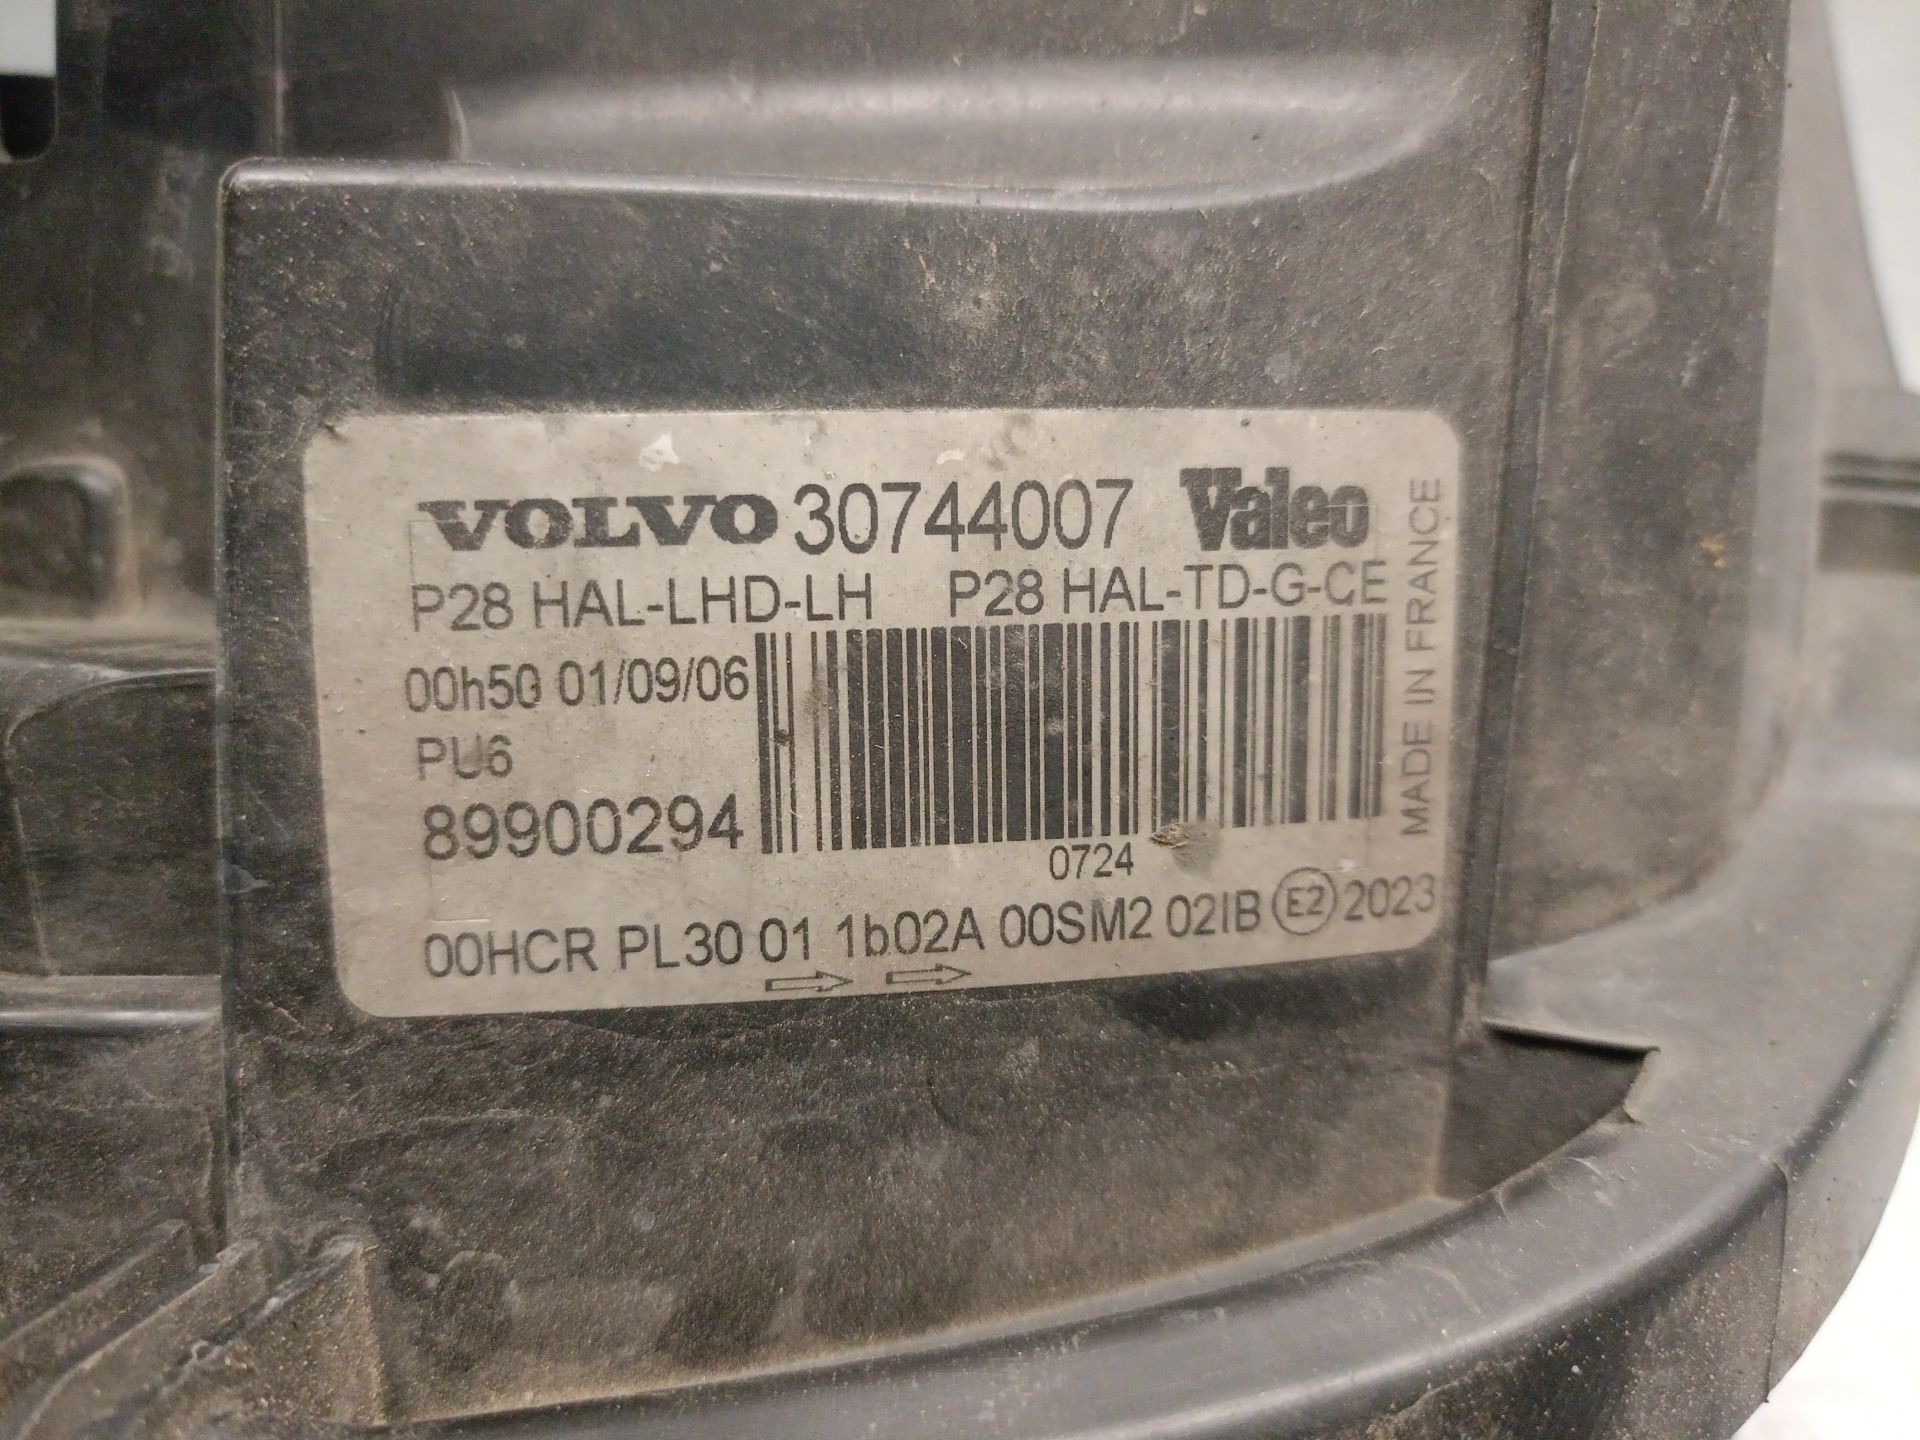 VOLVO 30744007 Valeo
P28 HAL-LHD-LH P28 HAL-TD-G-CE
00h50 01/09/06
PU6
89900294
0724
00HCR PL30 01 1b02A 00SM2 02IB E2 2023
MADE IN FRANCE